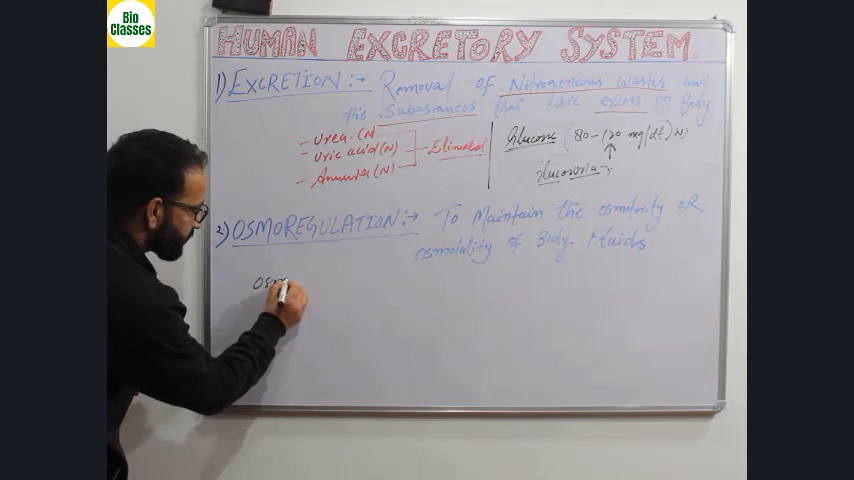 Bio
Classes
HUMAN EXCRETORY SYSTEM.
1) EXCRETION :→ Removal of Nitrogenous Wastes and
the Subastances that are excess in Body
- Urea (N)
- Uric acid (N)
- Ammonia (N)
Eliminated
Glucose (80-120 mg/dl) N)
Glucosuria
2) OSMOREGULATION :→ To Maintain the osmolarity OR
osmolality of Body Fluids.
Osm